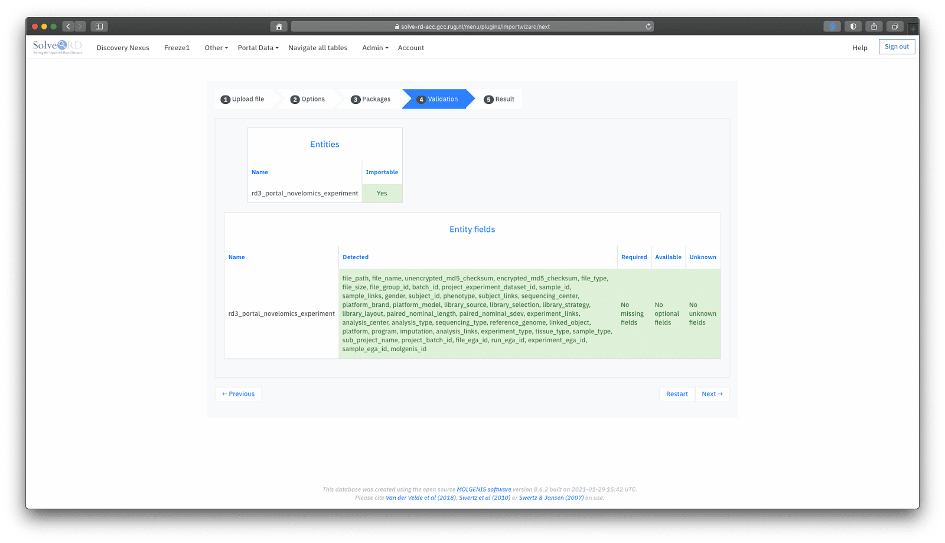 solve-rd-acc.gcc.rug.nl/menu/plugins/importwizard/next
SolveRD
Discovery Nexus Freeze1 Other Portal Data Navigate all tables Admin Account Help Sign out
1 Upload file 2 Options 3 Packages 4 Validation 5 Result
Entities
Name Importable
rd3_portal_novelomics_experiment Yes
Entity fields
Name Detected Required Available Unknown
file_path, file_name, unencrypted_md5_checksum, encrypted_md5_checksum, file_type,
file_size, file_group_id, batch_id, project_experiment_dataset_id, sample_id,
sample_links, gender, subject_id, phenotype, subject_links, sequencing_center,
platform_brand, platform_model, library_source, library_selection, library_strategy,
rd3_portal_novelomics_experiment library_layout, paired_nominal_length, paired_nominal_sdev, experiment_links, No missing fields No optional fields No unknown fields
analysis_center, analysis_type, sequencing_type, reference_genome, linked_object,
platform, program, imputation, analysis_links, experiment_type, tissue_type, sample_type,
sub_project_name, project_batch_id, file_ega_id, run_ega_id, experiment_ega_id,
sample_ega_id, molgenis_id
← Previous Restart Next →
This database was created using the open source MOLGENIS software version 8.6.2 built on 2021-01-29 15:42 UTC.
Please cite Van der Velde et al (2018), Swertz et al (2010) or Swertz & Jansen (2007) on use.